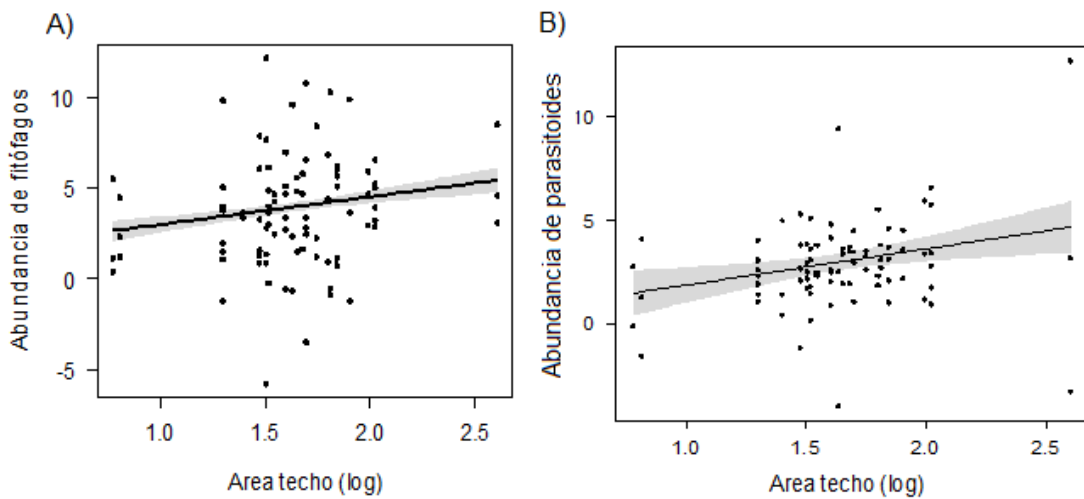 A)
Abundancia de fitófagos
10
5
0
-5
1.0 1.5 2.0 2.5
Area techo (log)
B)
Abundancia de parasitoides
10
5
0
1.0 1.5 2.0 2.5
Area techo (log)